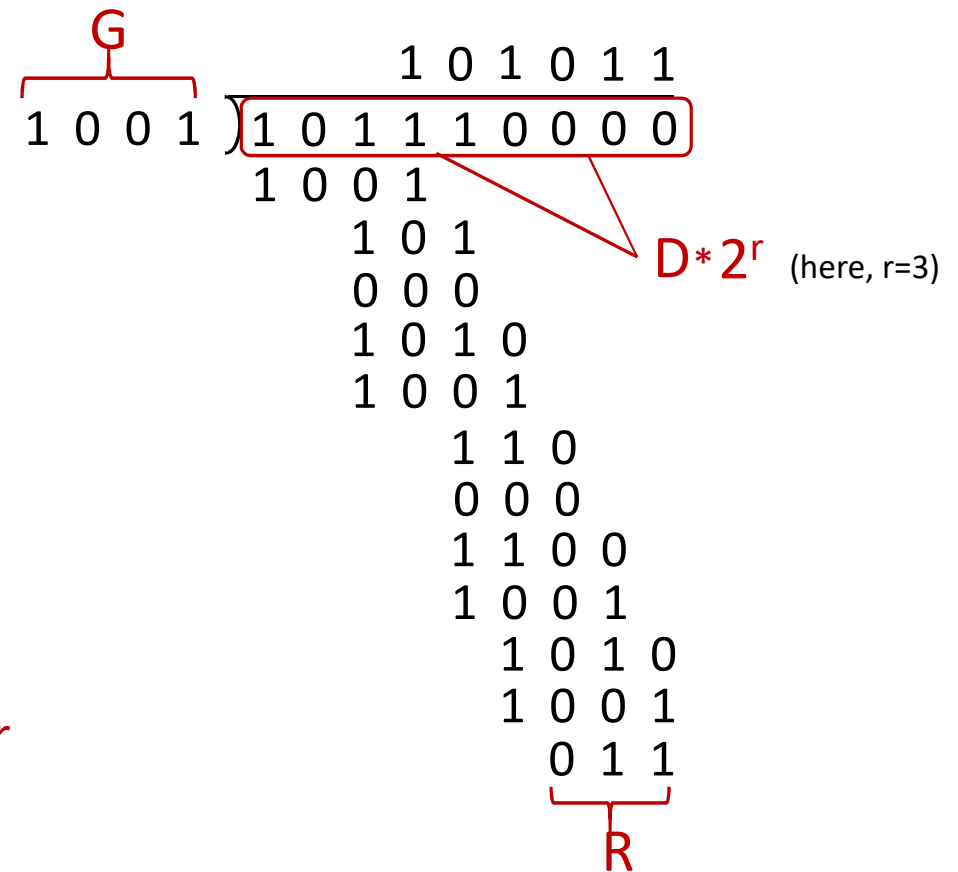 G
1 0 1 0 1 1
1 0 0 1 ) 1 0 1 1 1 0 0 0 0
1 0 0 1
1 0 1
D*2^r (here, r=3)
0 0 0
1 0 1 0
1 0 0 1
1 1 0
0 0 0
1 1 0 0
1 0 0 1
1 0 1 0
1 0 0 1
r
0 1 1
R